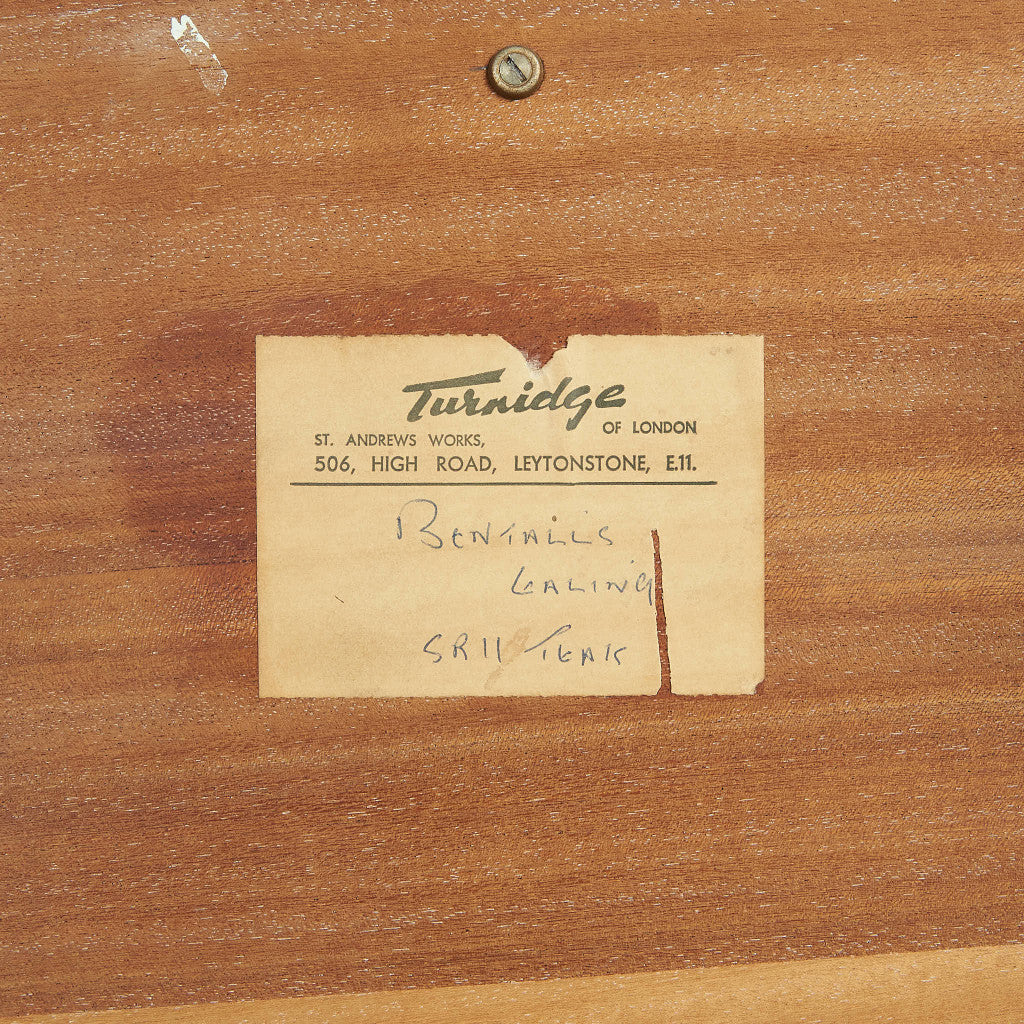 Turnidge
OF LONDON
ST. ANDREWS WORKS,
506, HIGH ROAD, LEYTONSTONE, E.11.
BENTALLS
EALING
SR11 TEAK